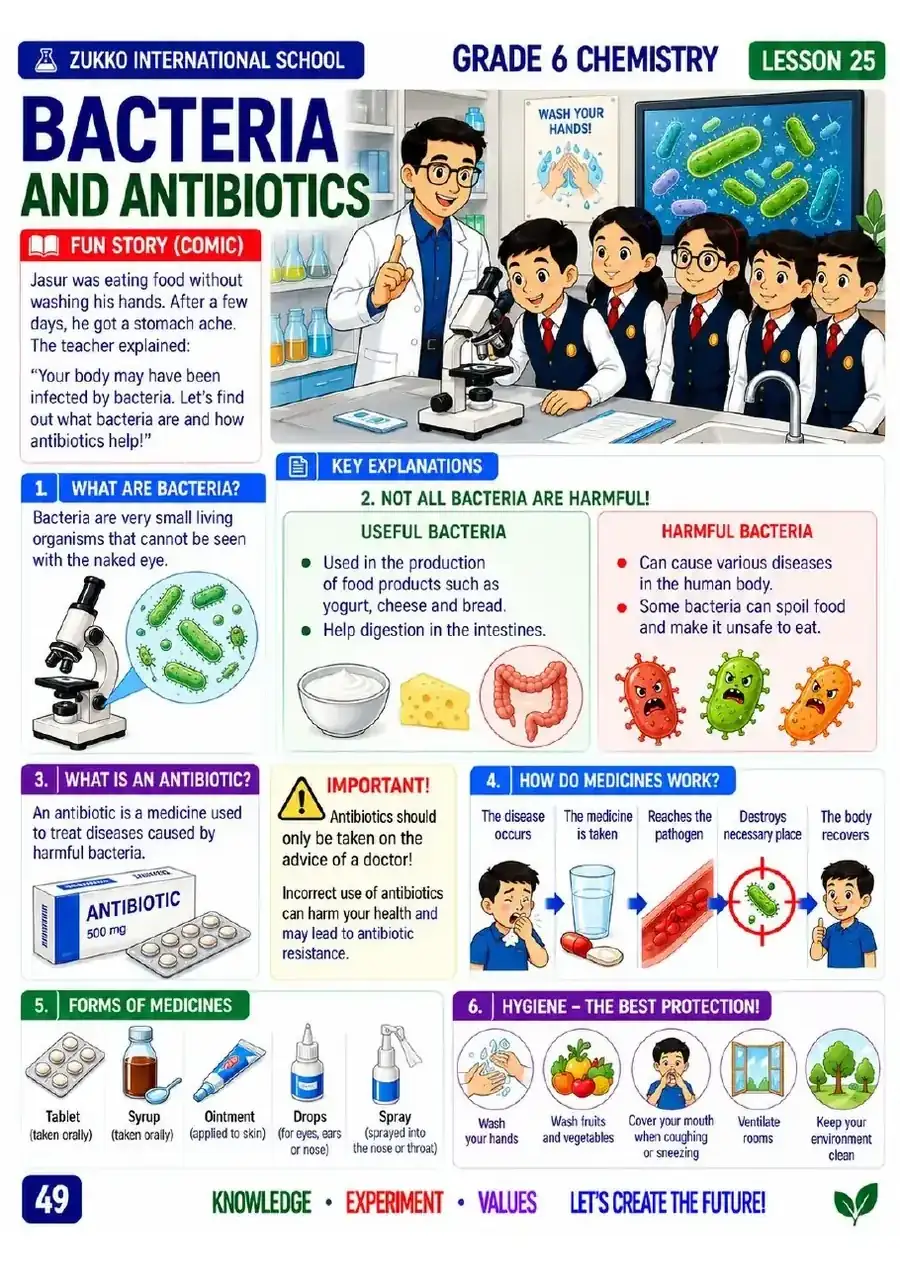 ZUKKO INTERNATIONAL SCHOOL
GRADE 6 CHEMISTRY
LESSON 25
BACTERIA
AND ANTIBIOTICS
WASH YOUR
HANDS!
FUN STORY (COMIC)
Jasur was eating food without
washing his hands. After a few
days, he got a stomach ache.
The teacher explained:
“Your body may have been
infected by bacteria. Let’s find
out what bacteria are and how
antibiotics help!”
1. WHAT ARE BACTERIA?
Bacteria are very small living
organisms that cannot be seen
with the naked eye.
KEY EXPLANATIONS
2. NOT ALL BACTERIA ARE HARMFUL!
USEFUL BACTERIA
• Used in the production
of food products such as
yogurt, cheese and bread.
• Help digestion in the intestines.
HARMFUL BACTERIA
• Can cause various diseases
in the human body.
• Some bacteria can spoil food
and make it unsafe to eat.
3. WHAT IS AN ANTIBIOTIC?
An antibiotic is a medicine used
to treat diseases caused by
harmful bacteria.
ANTIBIOTIC
500 mg
IMPORTANT!
Antibiotics should
only be taken on the
advice of a doctor!
Incorrect use of antibiotics
can harm your health and
may lead to antibiotic
resistance.
4. HOW DO MEDICINES WORK?
The disease
occurs
The medicine
is taken
Reaches the
pathogen
Destroys
necessary place
The body
recovers
5. FORMS OF MEDICINES
Tablet
(taken orally)
Syrup
(taken orally)
Ointment
(applied to skin)
Drops
(for eyes, ears
or nose)
Spray
(sprayed into
the nose or throat)
6. HYGIENE – THE BEST PROTECTION!
Wash
your hands
Wash fruits
and vegetables
Cover your mouth
when coughing
or sneezing
Ventilate
rooms
Keep your
environment
clean
49
KNOWLEDGE • EXPERIMENT • VALUES LET’S CREATE THE FUTURE!